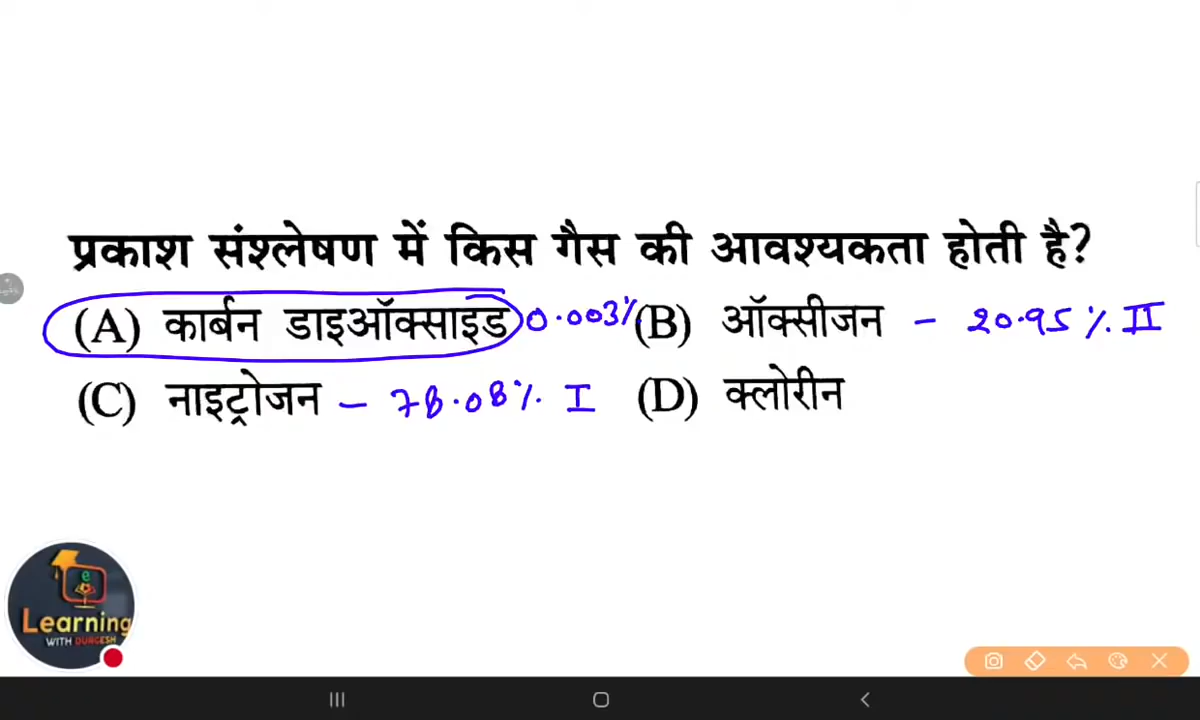 प्रकाश संश्लेषण में किस गैस की आवश्यकता होती है?
(A) कार्बन डाइऑक्साइड 0.003% (B) ऑक्सीजन - 20.95% II
(C) नाइट्रोजन - 78.08% I (D) क्लोरीन
e
Learning
WITH DURGESH